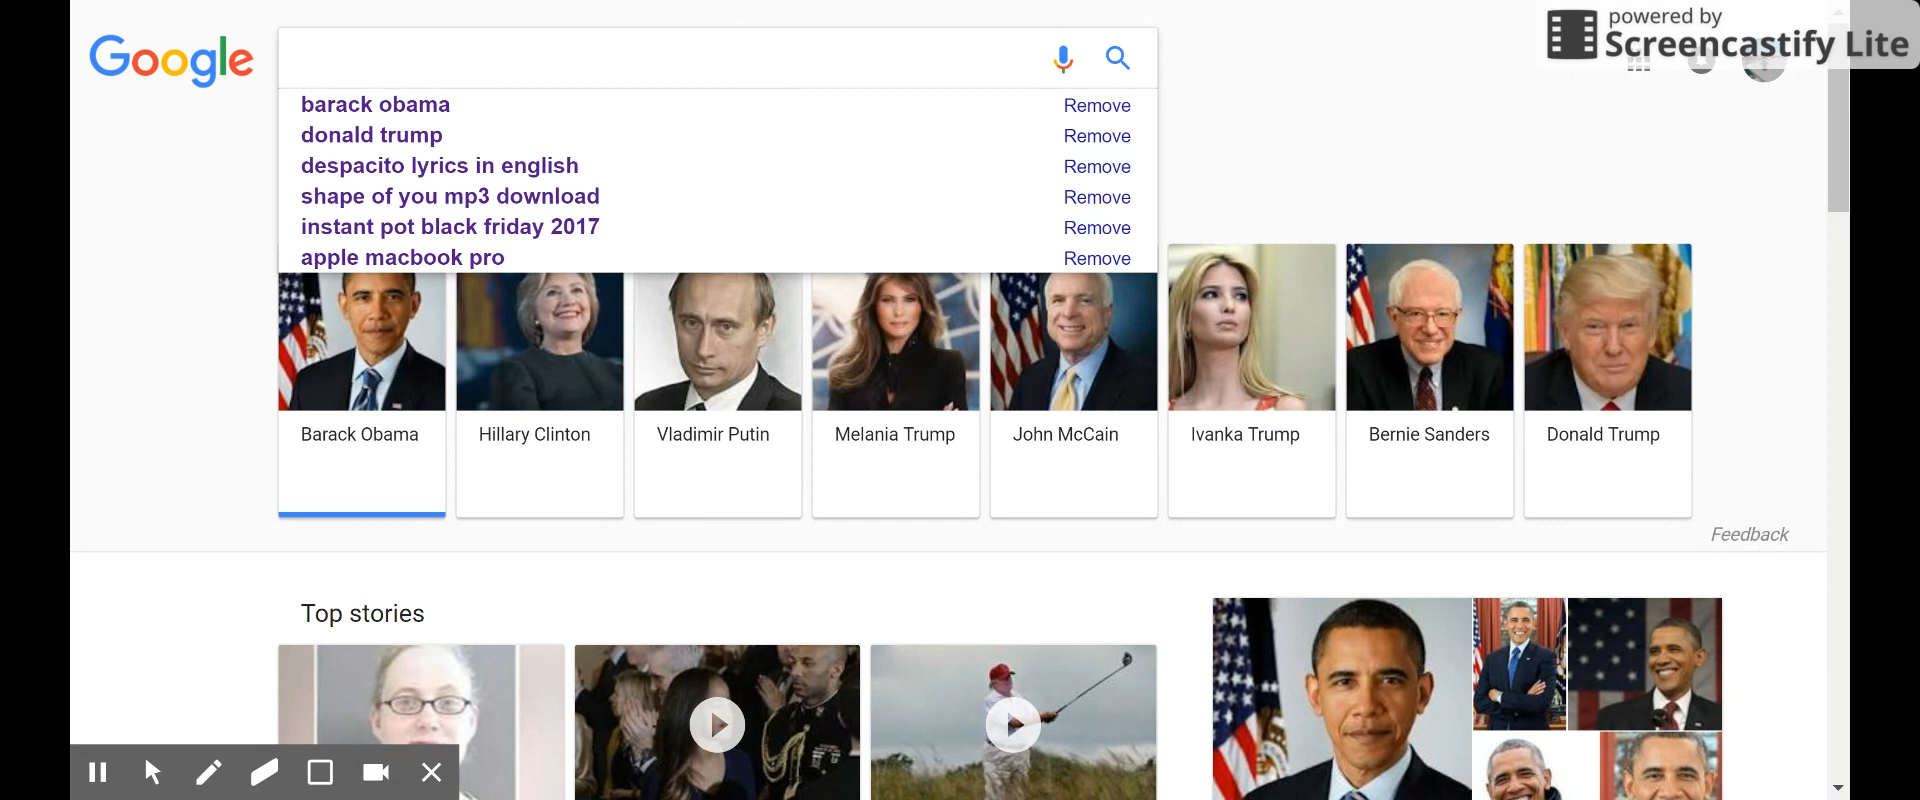 powered by
Screencastify Lite
Google
barack obama Remove
donald trump Remove
despacito lyrics in english Remove
shape of you mp3 download Remove
instant pot black friday 2017 Remove
apple macbook pro Remove
Barack Obama
Hillary Clinton
Vladimir Putin
Melania Trump
John McCain
Ivanka Trump
Bernie Sanders
Donald Trump
Feedback
Top stories